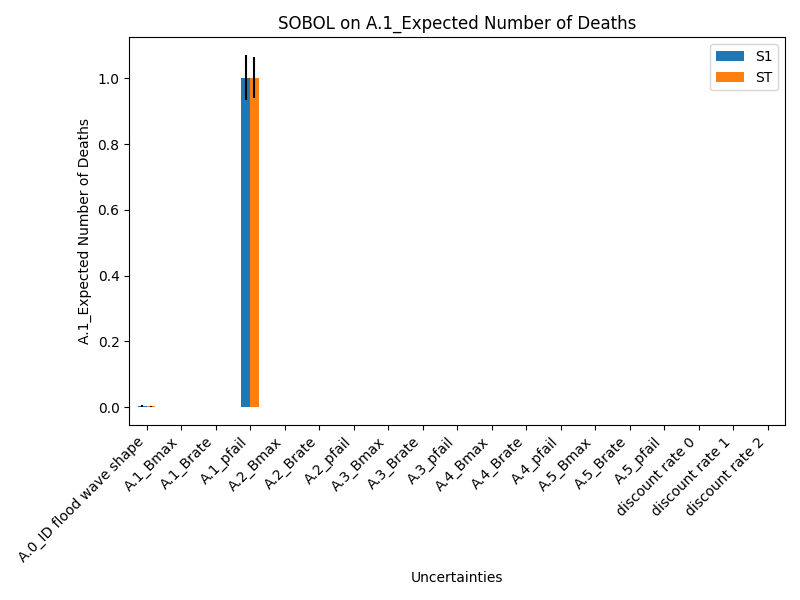 SOBOL on A.1_Expected Number of Deaths
S1
ST
A.1_Expected Number of Deaths
1.0
0.8
0.6
0.4
0.2
0.0
A.0_ID flood wave shape
A.1_Bmax
A.1_Brate
A.1_pfail
A.2_Bmax
A.2_Brate
A.2_pfail
A.3_Bmax
A.3_Brate
A.3_pfail
A.4_Bmax
A.4_Brate
A.4_pfail
A.5_Bmax
A.5_Brate
A.5_pfail
discount rate 0
discount rate 1
discount rate 2
Uncertainties